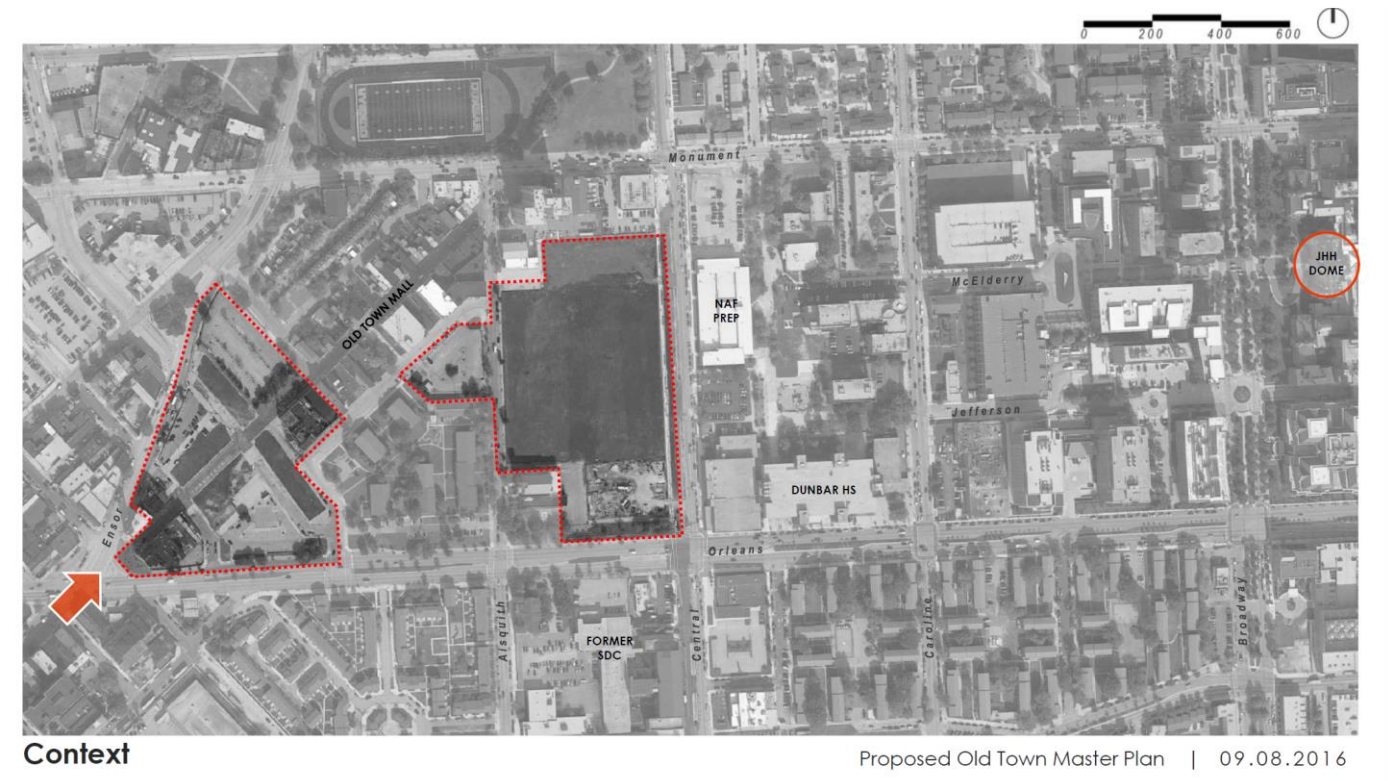 0 200 400 600
Monument
McElderry
JHH
DOME
OLD TOWN MALL
NAF
PREP
Jefferson
DUNBAR HS
Ensor
Orleans
Aisquith
FORMER
SDC
Central
Caroline
Broadway
Context
Proposed Old Town Master Plan | 09.08.2016